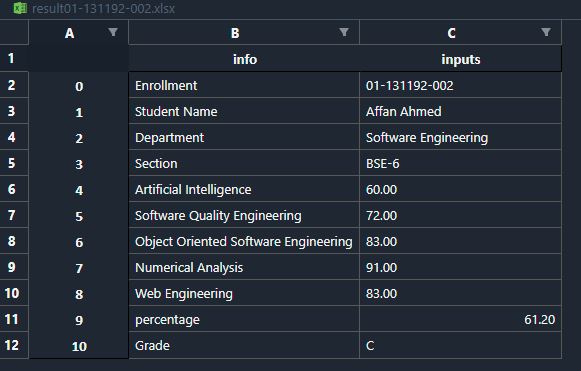 result01-131192-002.xlsx
A B C
1 info inputs
2 0 Enrollment 01-131192-002
3 1 Student Name Affan Ahmed
4 2 Department Software Engineering
5 3 Section BSE-6
6 4 Artificial Intelligence 60.00
7 5 Software Quality Engineering 72.00
8 6 Object Oriented Software Engineering 83.00
9 7 Numerical Analysis 91.00
10 8 Web Engineering 83.00
11 9 percentage 61.20
12 10 Grade C